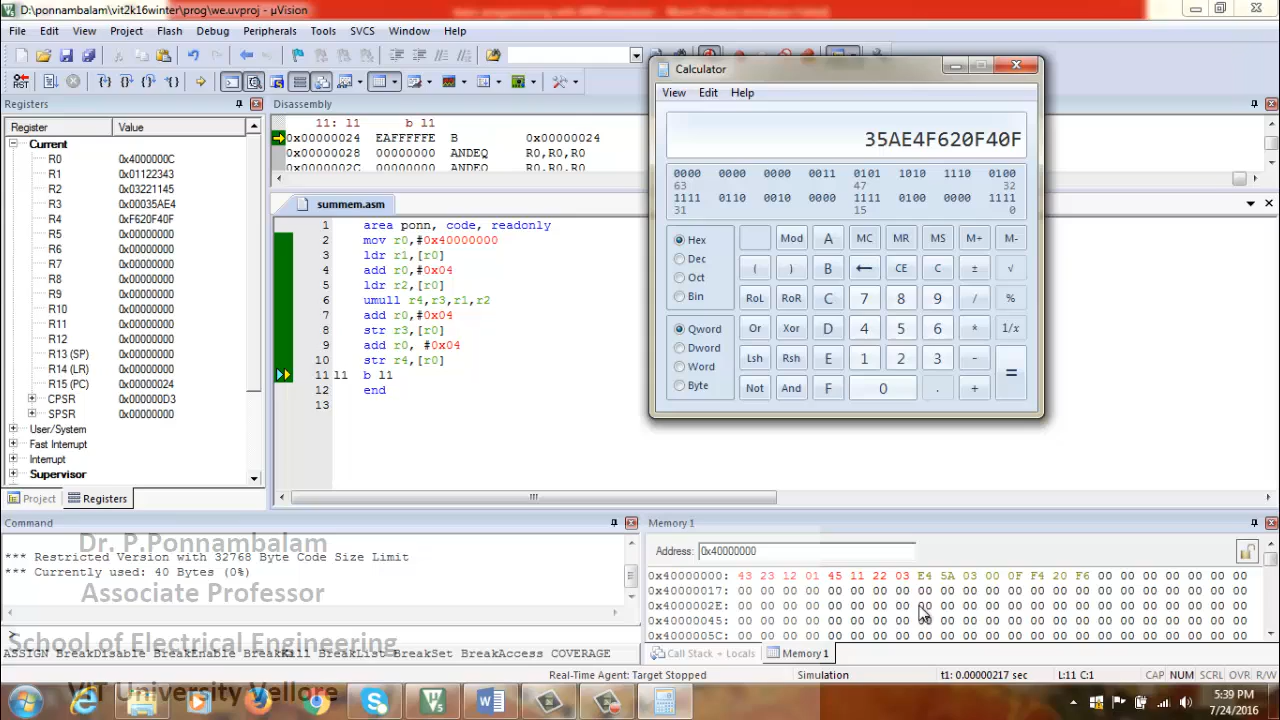 D:\ponnambalam\vit2k16winter\prog\we.uvproj - µVision
File Edit View Project Flash Debug Peripherals Tools SVCS Window Help
Registers
Register Value
Current
R0 0x4000000C
R1 0x01122343
R2 0x03221145
R3 0x00035AE4
R4 0xF620F40F
R5 0x00000000
R6 0x00000000
R7 0x00000000
R8 0x00000000
R9 0x00000000
R10 0x00000000
R11 0x00000000
R12 0x00000000
R13 (SP) 0x00000000
R14 (LR) 0x00000000
R15 (PC) 0x00000024
CPSR 0x000000D3
SPSR 0x00000000
User/System
Fast Interrupt
Interrupt
Supervisor
Project Registers
Disassembly
11: l1 b l1
0x00000024 EAFFFFFE B 0x00000024
0x00000028 00000000 ANDEQ R0,R0,R0
0x0000002C 00000000 ANDEQ R0,R0,R0
summem.asm
1 area ponn, code, readonly
2 mov r0,#0x40000000
3 ldr r1,[r0]
4 add r0,#0x04
5 ldr r2,[r0]
6 umull r4,r3,r1,r2
7 add r0,#0x04
8 str r3,[r0]
9 add r0, #0x04
10 str r4,[r0]
11 l1 b l1
12 end
13
Calculator
View Edit Help
35AE4F620F40F
0000 0000 0000 0011 0101 1010 1110 0100
63 47 32
1111 0110 0010 0000 1111 0100 0000 1111
31 15 0
Hex Mod A MC MR MS M+ M-
Dec ( ) B ← CE C ± √
Oct RoL RoR C 7 8 9 / %
Bin
Qword Or Xor D 4 5 6 * 1/x
Dword Lsh Rsh E 1 2 3 - =
Word
Byte Not And F 0 . +
Command
*** Restricted Version with 32768 Byte Code Size Limit
*** Currently used: 40 Bytes (0%)
>
ASSIGN BreakDisable BreakEnable BreakKill BreakList BreakSet BreakAccess COVERAGE
Dr. P.Ponnambalam
Associate Professor
School of Electrical Engineering
VIT University Vellore
Memory 1
Address: 0x40000000
0x40000000: 43 23 12 01 45 11 22 03 E4 5A 03 00 0F F4 20 F6 00 00 00 00 00 00 00
0x40000017: 00 00 00 00 00 00 00 00 00 00 00 00 00 00 00 00 00 00 00 00 00 00 00
0x4000002E: 00 00 00 00 00 00 00 00 00 00 00 00 00 00 00 00 00 00 00 00 00 00 00
0x40000045: 00 00 00 00 00 00 00 00 00 00 00 00 00 00 00 00 00 00 00 00 00 00 00
0x4000005C: 00 00 00 00 00 00 00 00 00 00 00 00 00 00 00 00 00 00 00 00 00 00 00
Call Stack + Locals Memory 1
Real-Time Agent: Target Stopped Simulation t1: 0.00000217 sec L:11 C:1 CAP NUM SCRL OVR R/W
5:39 PM
7/24/2016